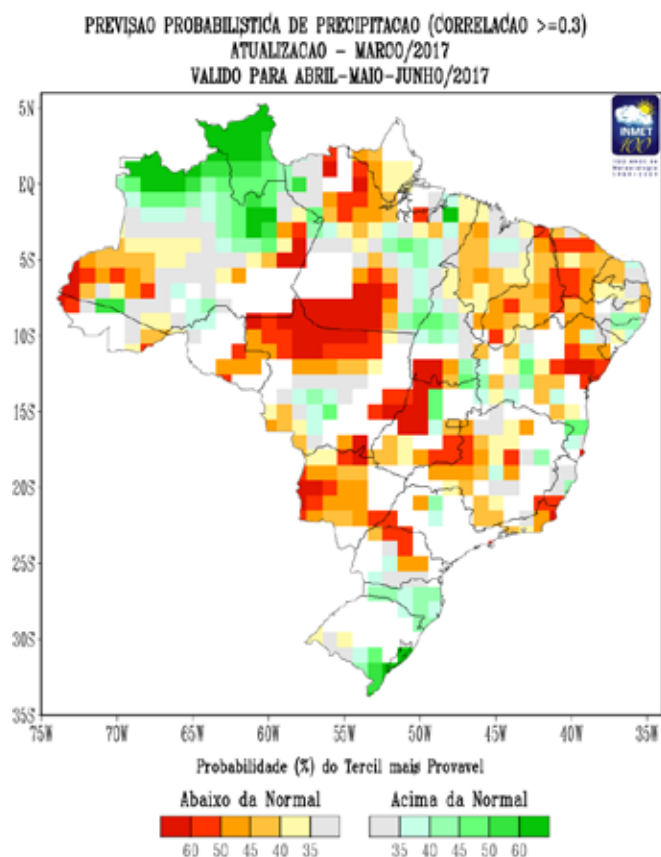 PREVISAO PROBABILISTICA DE PRECIPITACAO (CORRELACAO >=0.3)
ATUALIZACAO - MARCO/2017
VALIDO PARA ABRIL-MAIO-JUNHO/2017
INMET
100
5N
EQ
5S
10S
15S
20S
25S
30S
35S
75W 70W 65W 60W 55W 50W 45W 40W 35W
Probabilidade (%) do Tercil mais Provavel
Abaixo da Normal Acima da Normal
60 50 45 40 35 35 40 45 50 60